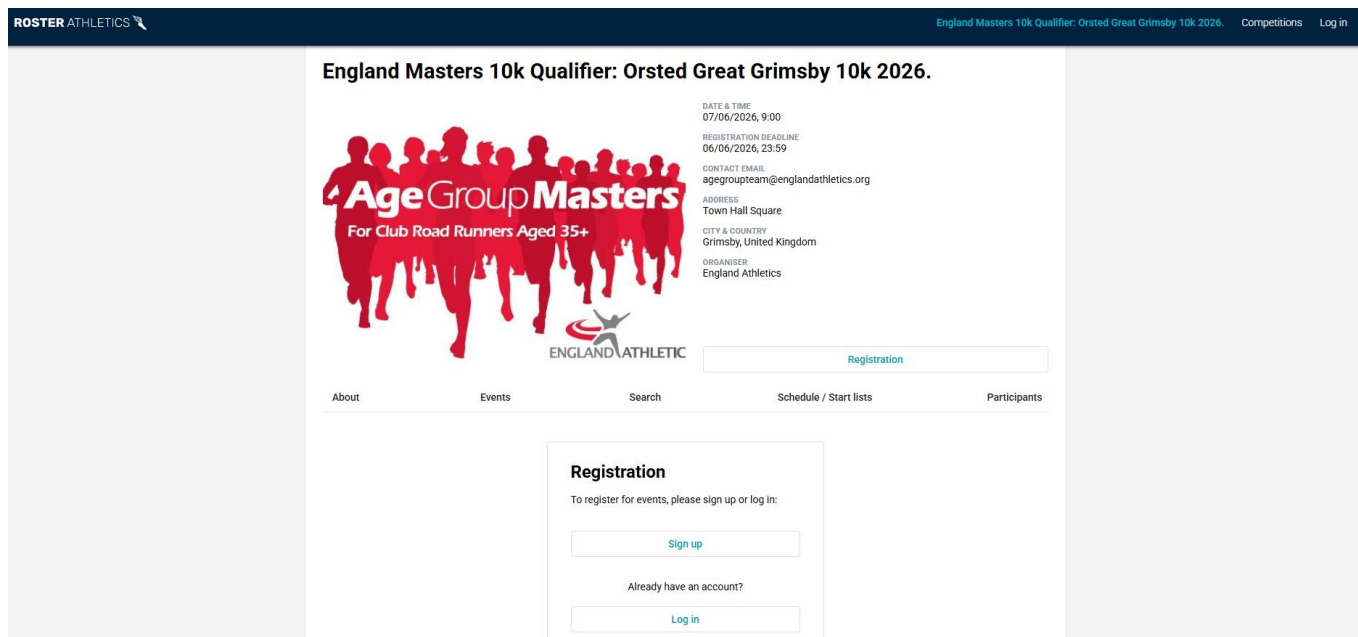 ROSTER ATHLETICS
England Masters 10k Qualifier: Orsted Great Grimsby 10k 2026. Competitions Log in
England Masters 10k Qualifier: Orsted Great Grimsby 10k 2026.
Age Group Masters
For Club Road Runners Aged 35+
ENGLAND ATHLETIC
DATE & TIME
07/06/2026, 9:00
REGISTRATION DEADLINE
06/06/2026, 23:59
CONTACT EMAIL
agegroupteam@englandathletics.org
ADDRESS
Town Hall Square
CITY & COUNTRY
Grimsby, United Kingdom
ORGANISER
England Athletics
Registration
About Events Search Schedule / Start lists Participants
Registration
To register for events, please sign up or log in:
Sign up
Already have an account?
Log in